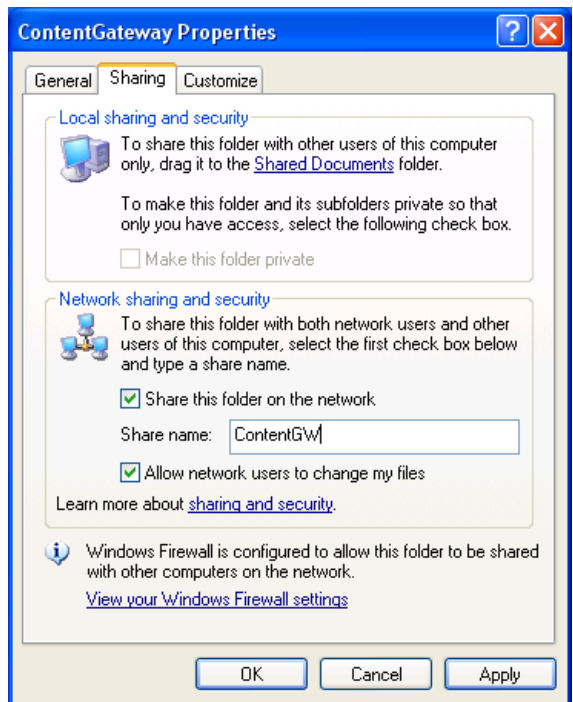 ContentGateway Properties
?
General Sharing Customize
Local sharing and security
To share this folder with other users of this computer
only, drag it to the Shared Documents folder.
To make this folder and its subfolders private so that
only you have access, select the following check box.
Make this folder private
Network sharing and security
To share this folder with both network users and other
users of this computer, select the first check box below
and type a share name.
Share this folder on the network
Share name: ContentGW
Allow network users to change my files
Learn more about sharing and security.
Windows Firewall is configured to allow this folder to be shared
with other computers on the network.
View your Windows Firewall settings
OK Cancel Apply